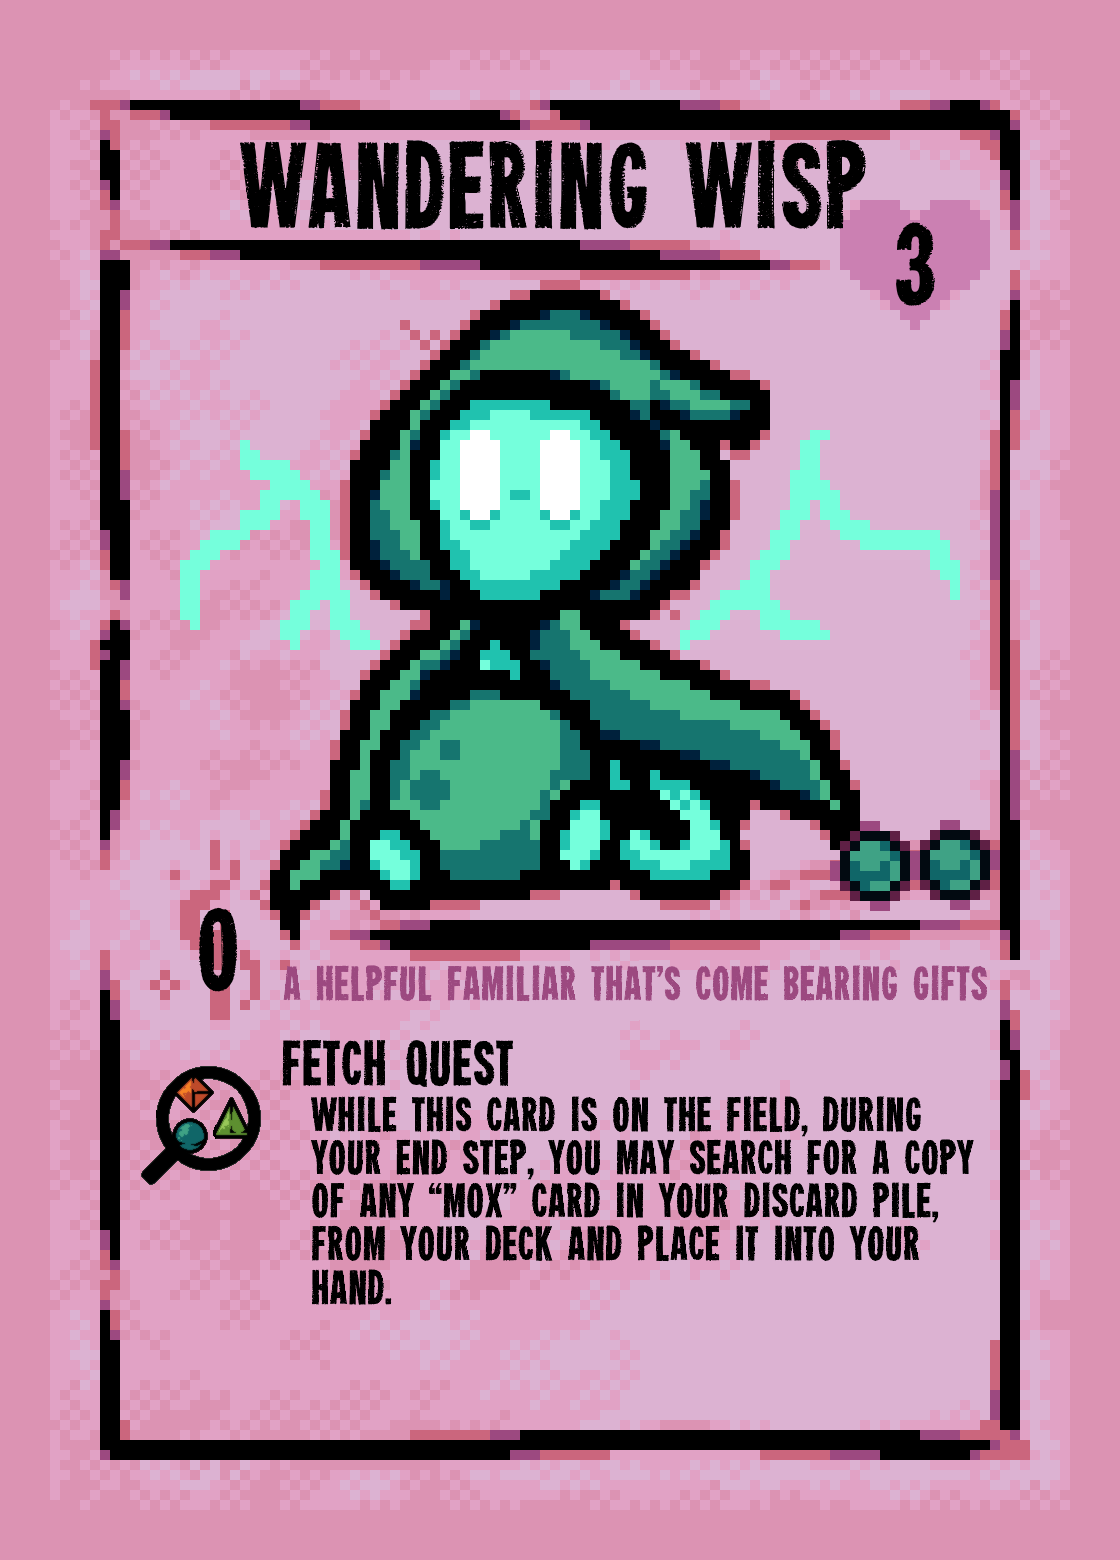 WANDERING WISP
3
0
A HELPFUL FAMILIAR THAT'S COME BEARING GIFTS
FETCH QUEST
WHILE THIS CARD IS ON THE FIELD, DURING
YOUR END STEP, YOU MAY SEARCH FOR A COPY
OF ANY “MOX” CARD IN YOUR DISCARD PILE,
FROM YOUR DECK AND PLACE IT INTO YOUR
HAND.